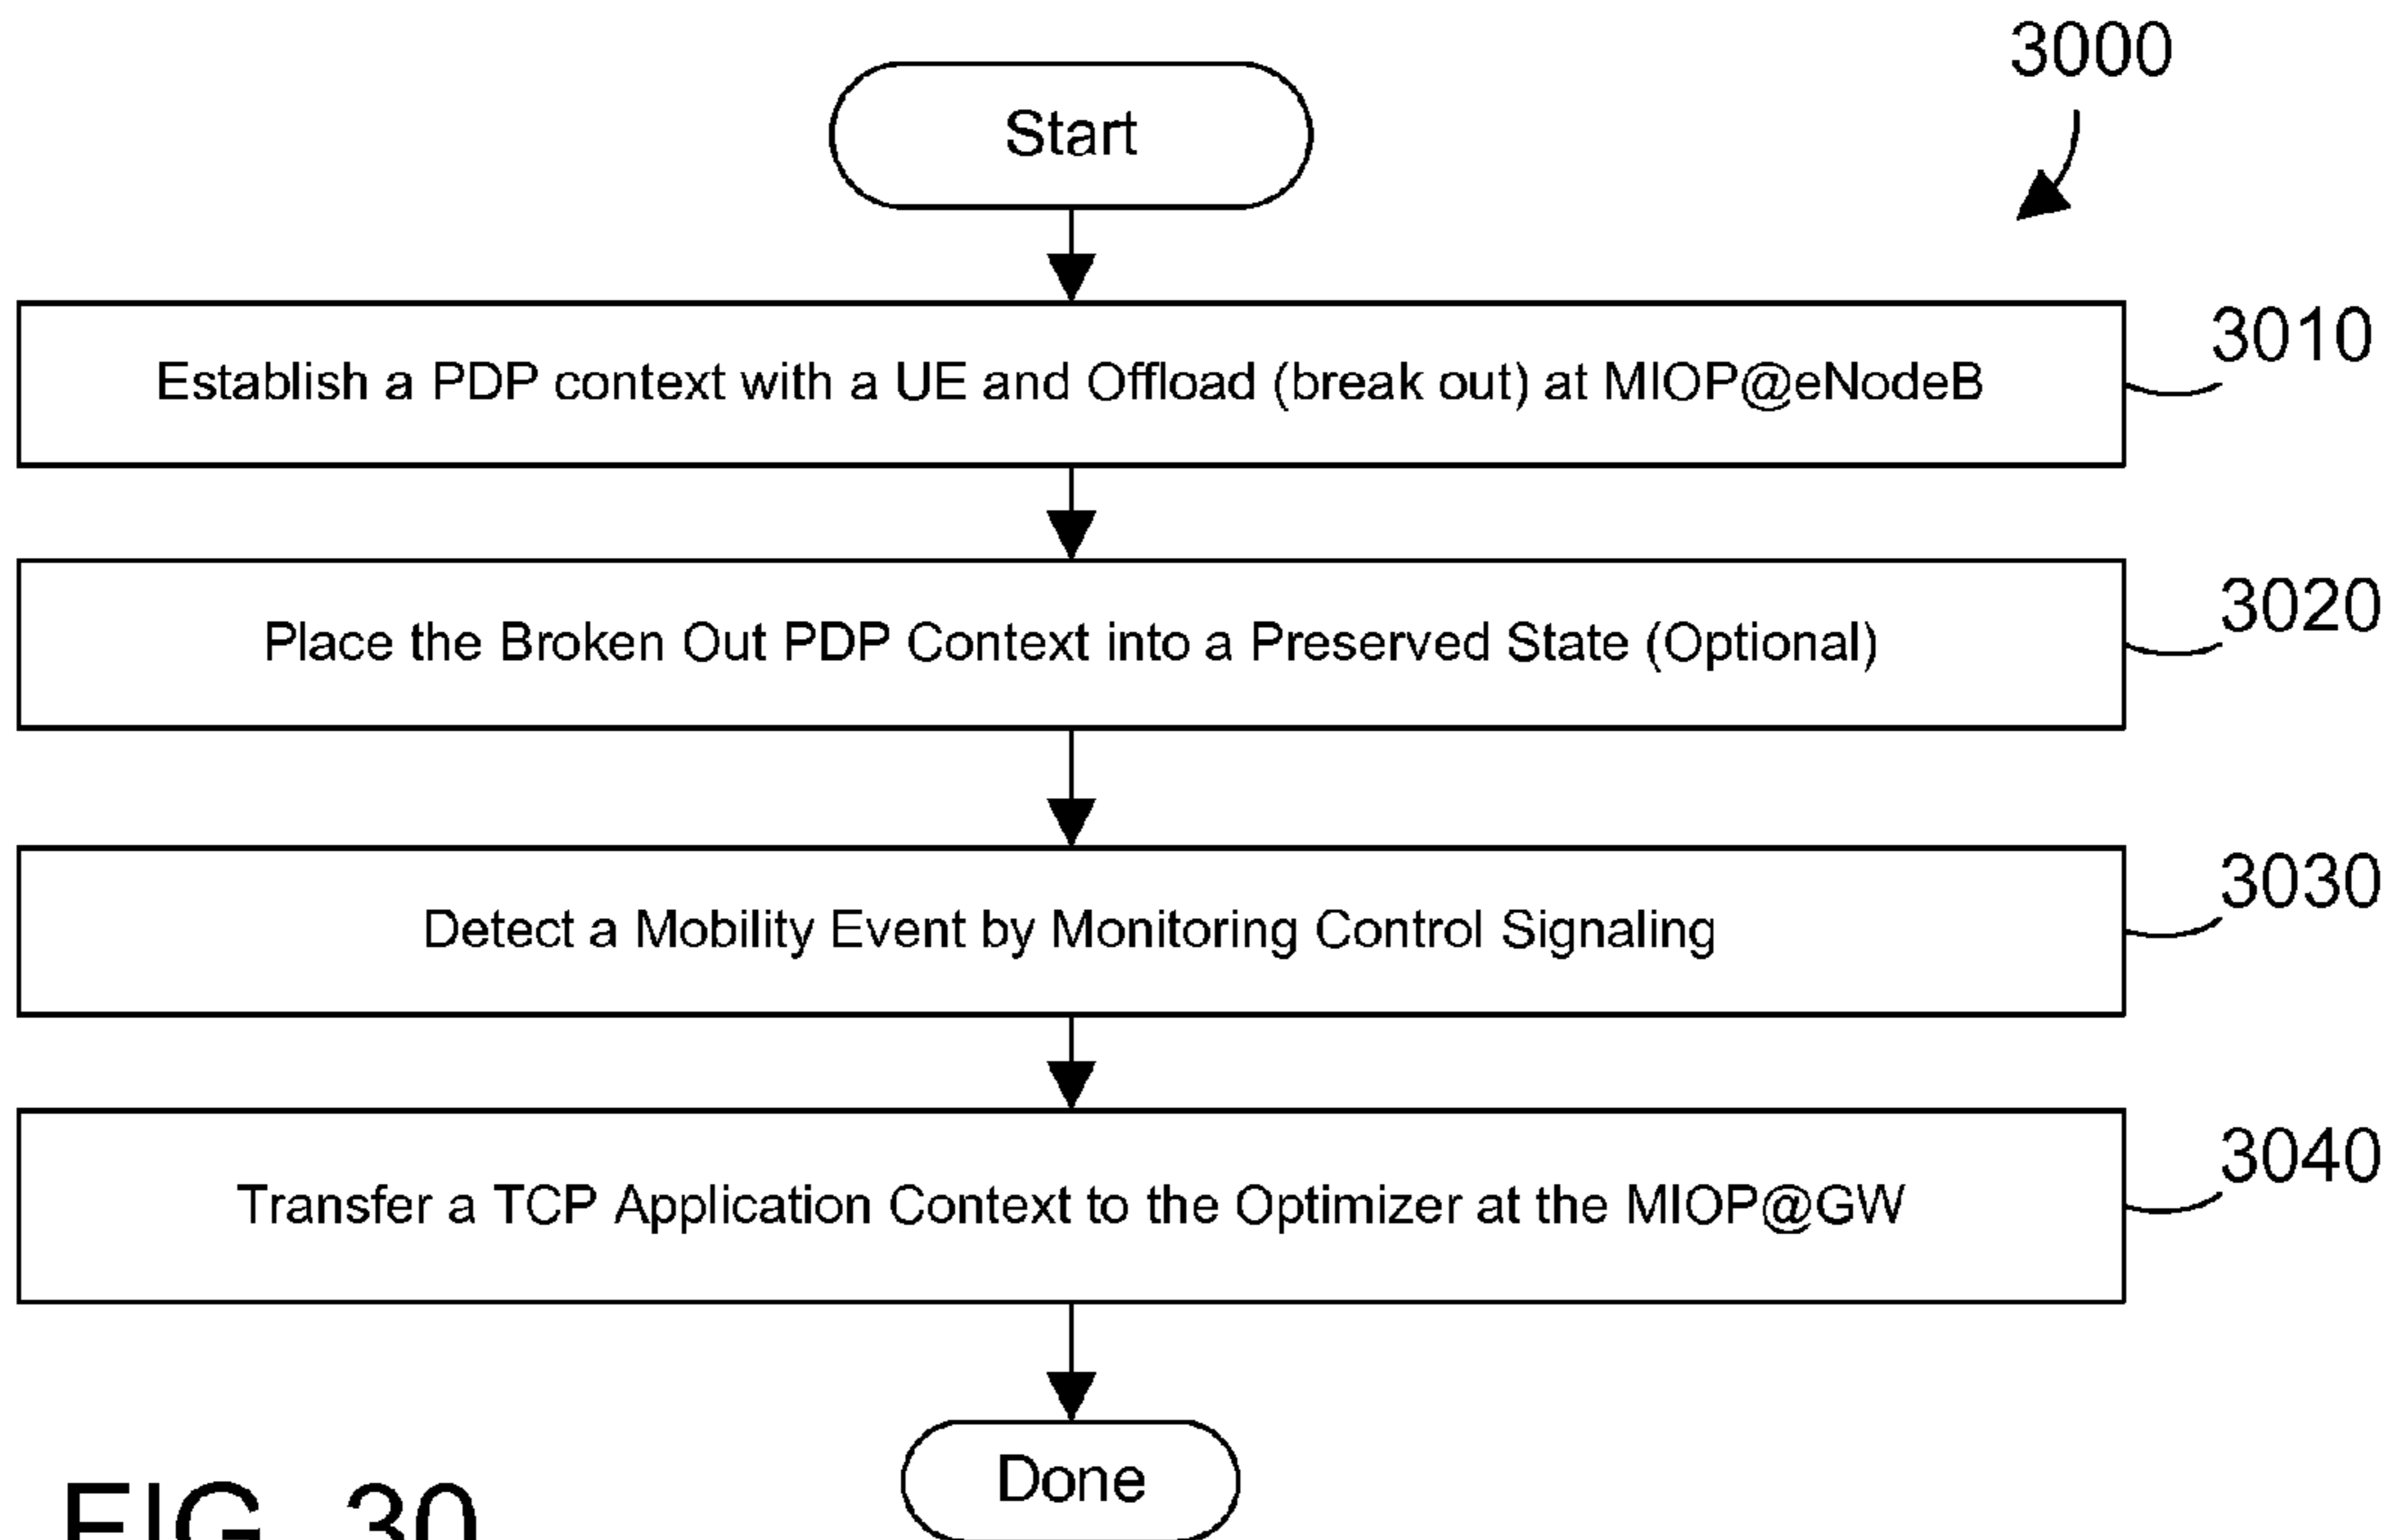 3000
Start
Establish a PDP context with a UE and Offload (break out) at MIOP@eNodeB
3010
Place the Broken Out PDP Context into a Preserved State (Optional)
3020
Detect a Mobility Event by Monitoring Control Signaling
3030
Transfer a TCP Application Context to the Optimizer at the MIOP@GW
3040
Done
FIG. 30